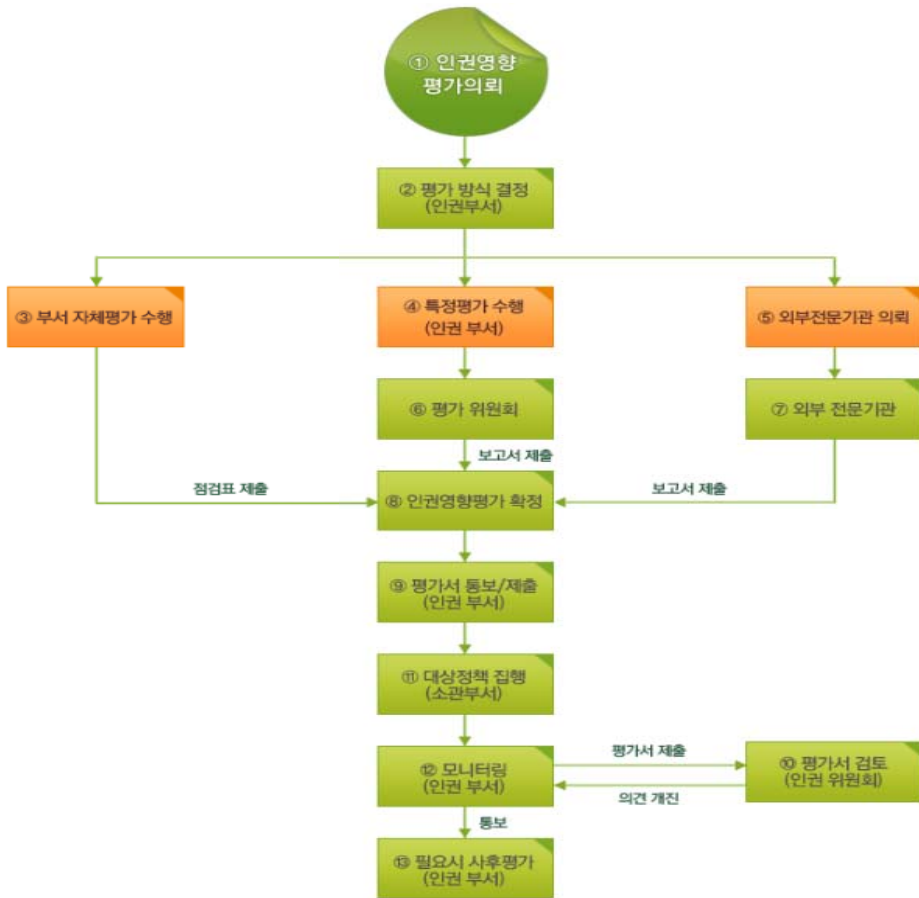 ① 인권영향
평가의뢰
② 평가 방식 결정
(인권부서)
③ 부서 자체평가 수행
④ 특정평가 수행
(인권 부서)
⑤ 외부전문기관 의뢰
⑥ 평가 위원회
⑦ 외부 전문기관
보고서 제출
점검표 제출
보고서 제출
⑧ 인권영향평가 확정
⑨ 평가서 통보/제출
(인권 부서)
⑪ 대상정책 집행
(소관부서)
⑫ 모니터링
(인권 부서)
평가서 제출
의견 개진
⑩ 평가서 검토
(인권 위원회)
통보
⑬ 필요시 사후평가
(인권 부서)